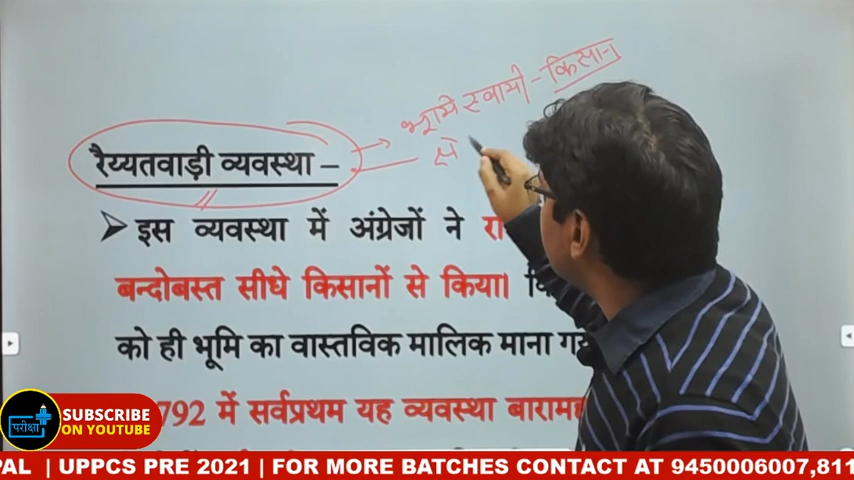 भूमि स्वामी - किसान
रैय्यतवाड़ी व्यवस्था –
इस व्यवस्था में अंग्रेजों ने
बन्दोबस्त सीधे किसानों से किया।
को ही भूमि का वास्तविक मालिक माना
792 में सर्वप्रथम यह व्यवस्था
परीक्षा
SUBSCRIBE
ON YOUTUBE
PAL | UPPCS PRE 2021 | FOR MORE BATCHES CONTACT AT 9450006007,811